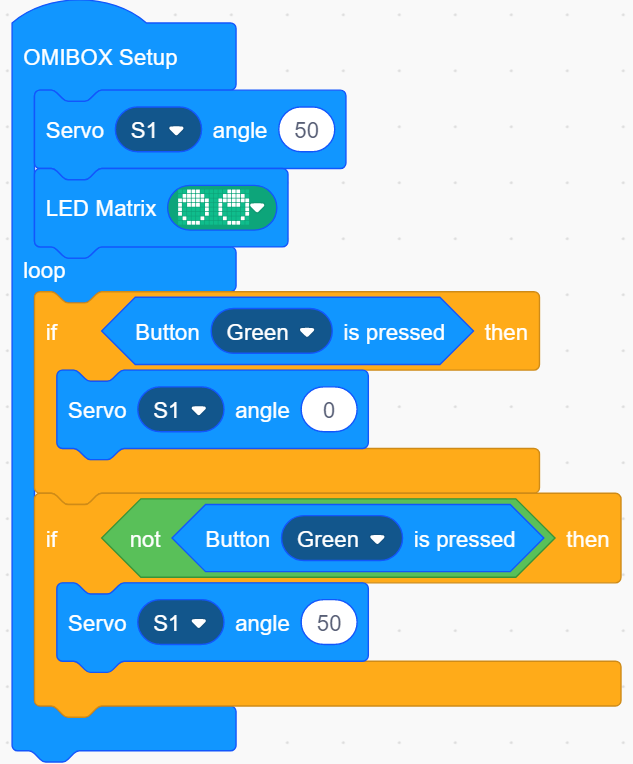 OMIBOX Setup
Servo S1 angle 50
LED Matrix
loop
if Button Green is pressed then
Servo S1 angle 0
if not Button Green is pressed then
Servo S1 angle 50